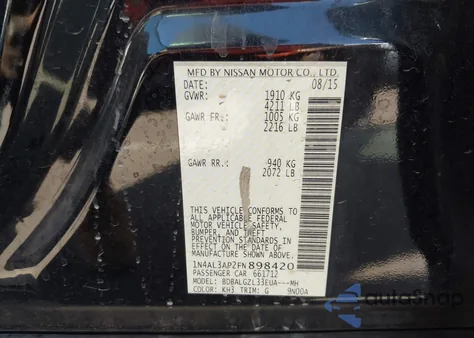 MFD BY NISSAN MOTOR CO., LTD.
DATE: 08/15
GVWR: 1910 KG
4211 LB
GAWR FR: 1005 KG
2216 LB
GAWR RR: 940 KG
2072 LB
THIS VEHICLE CONFORMS TO
ALL APPLICABLE FEDERAL
MOTOR VEHICLE SAFETY,
BUMPER, AND THEFT
PREVENTION STANDARDS IN
EFFECT ON THE DATE OF
MANUFACTURE SHOWN ABOVE.
1N4AL3AP2FN898420
PASSENGER CAR 661712
MODEL: BDBALGZL33EUA---MH
COLOR: KH3 TRIM: G 9N00A
autoSnap